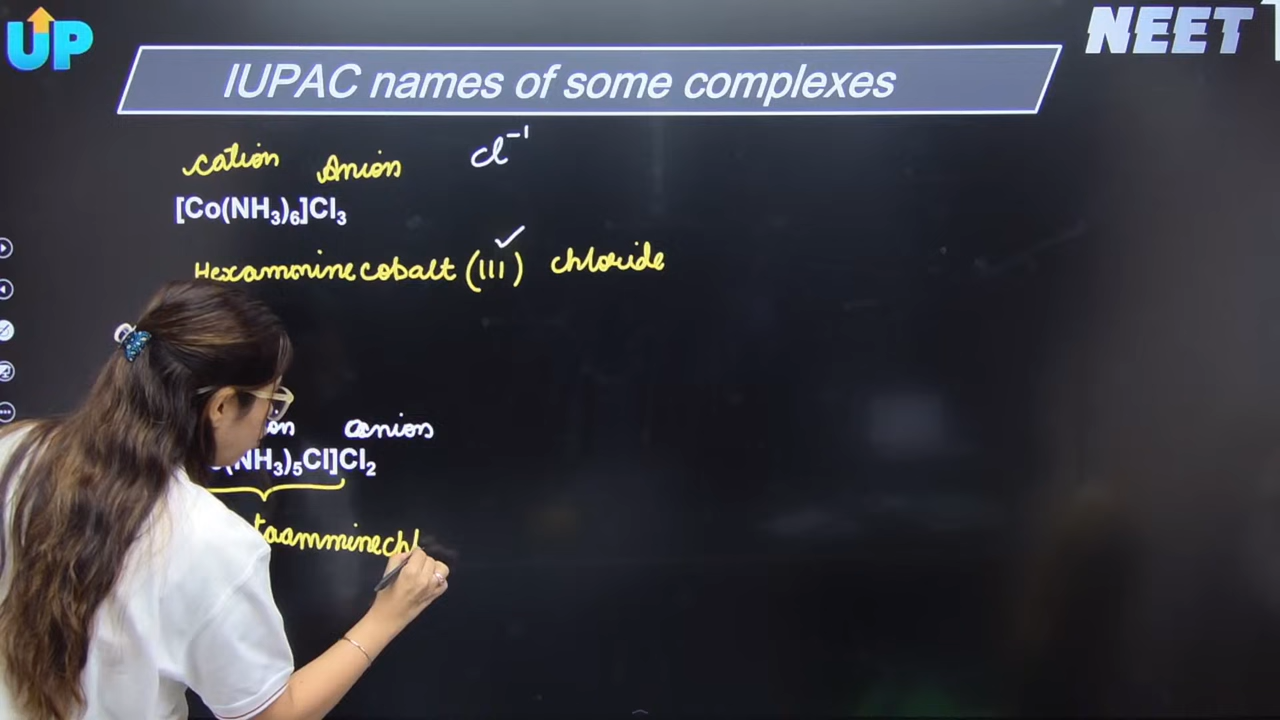 UP
NEET
IUPAC names of some complexes
cation Anion Cl⁻¹
[Co(NH₃)₆]Cl₃
Hexammine cobalt (III) chloride
anion
(NH₃)₅Cl]Cl₂
taamminechl